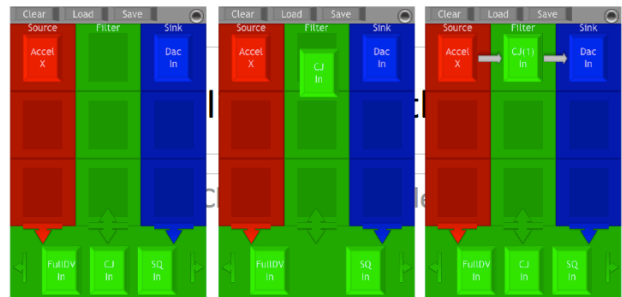 Clear Load Save
Source Filter Sink
Accel
X
Dac
In
FullDV
In
CJ
In
SQ
In
Clear Load Save
Source Filter Sink
Accel
X
CJ
In
Dac
In
FullDV
In
SQ
In
Clear Load Save
Source Filter Sink
Accel
X
CJ(1)
In
Dac
In
FullDV
In
CJ
In
SQ
In